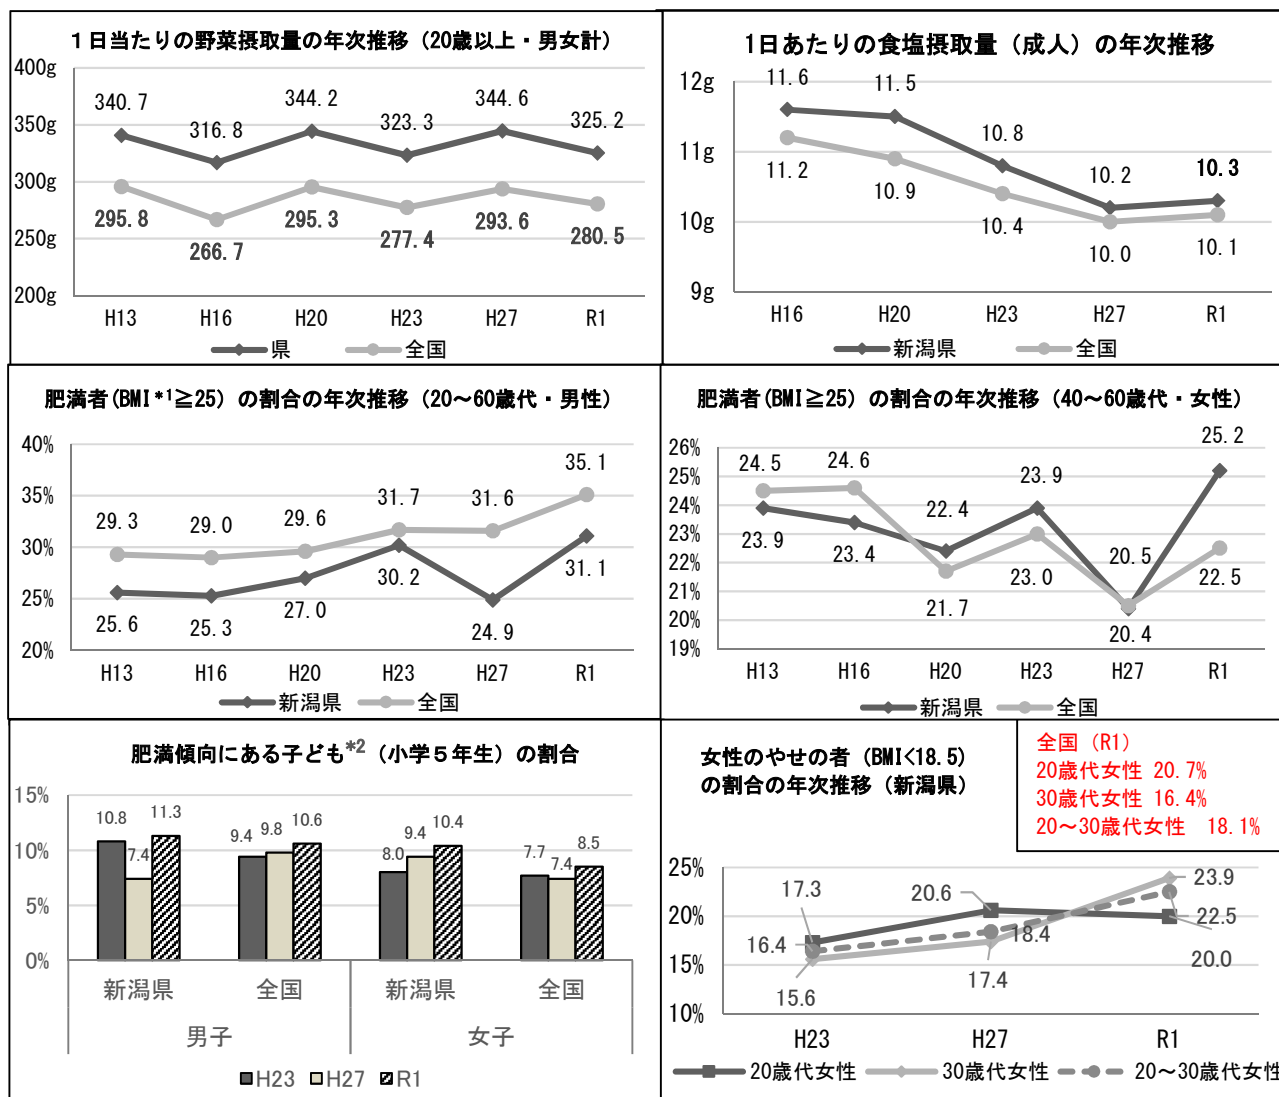 １日当たりの野菜摂取量の年次推移（20歳以上・男女計）
400g
350g
300g
250g
200g
340.7
316.8
344.2
323.3
344.6
325.2
295.8
266.7
295.3
277.4
293.6
280.5
H13 H16 H20 H23 H27 R1
県 全国
1日あたりの食塩摂取量（成人）の年次推移
12g
11g
10g
9g
11.6
11.5
10.8
10.2
10.3
11.2
10.9
10.4
10.0
10.1
H16 H20 H23 H27 R1
新潟県 全国
肥満者(BMI*1≧25）の割合の年次推移（20～60歳代・男性）
40%
35%
30%
25%
20%
29.3
29.0
29.6
31.7
31.6
35.1
25.6
25.3
27.0
30.2
24.9
31.1
H13 H16 H20 H23 H27 R1
新潟県 全国
肥満者(BMI≧25）の割合の年次推移（40～60歳代・女性）
26%
25%
24%
23%
22%
21%
20%
19%
24.5
24.6
22.4
23.9
20.5
25.2
23.9
23.4
21.7
23.0
20.4
22.5
H13 H16 H20 H23 H27 R1
新潟県 全国
肥満傾向にある子ども*2（小学５年生）の割合
15%
10%
5%
0%
10.8
7.4
11.3
9.4
9.8
10.6
8.0
9.4
10.4
7.7
7.4
8.5
新潟県 全国 新潟県 全国
男子 女子
H23 H27 R1
女性のやせの者（BMI<18.5）
の割合の年次推移（新潟県）
全国（R1）
20歳代女性 20.7%
30歳代女性 16.4%
20～30歳代女性 18.1%
25%
20%
15%
10%
17.3
20.6
23.9
16.4
18.4
22.5
15.6
17.4
20.0
H23 H27 R1
20歳代女性 30歳代女性 20～30歳代女性